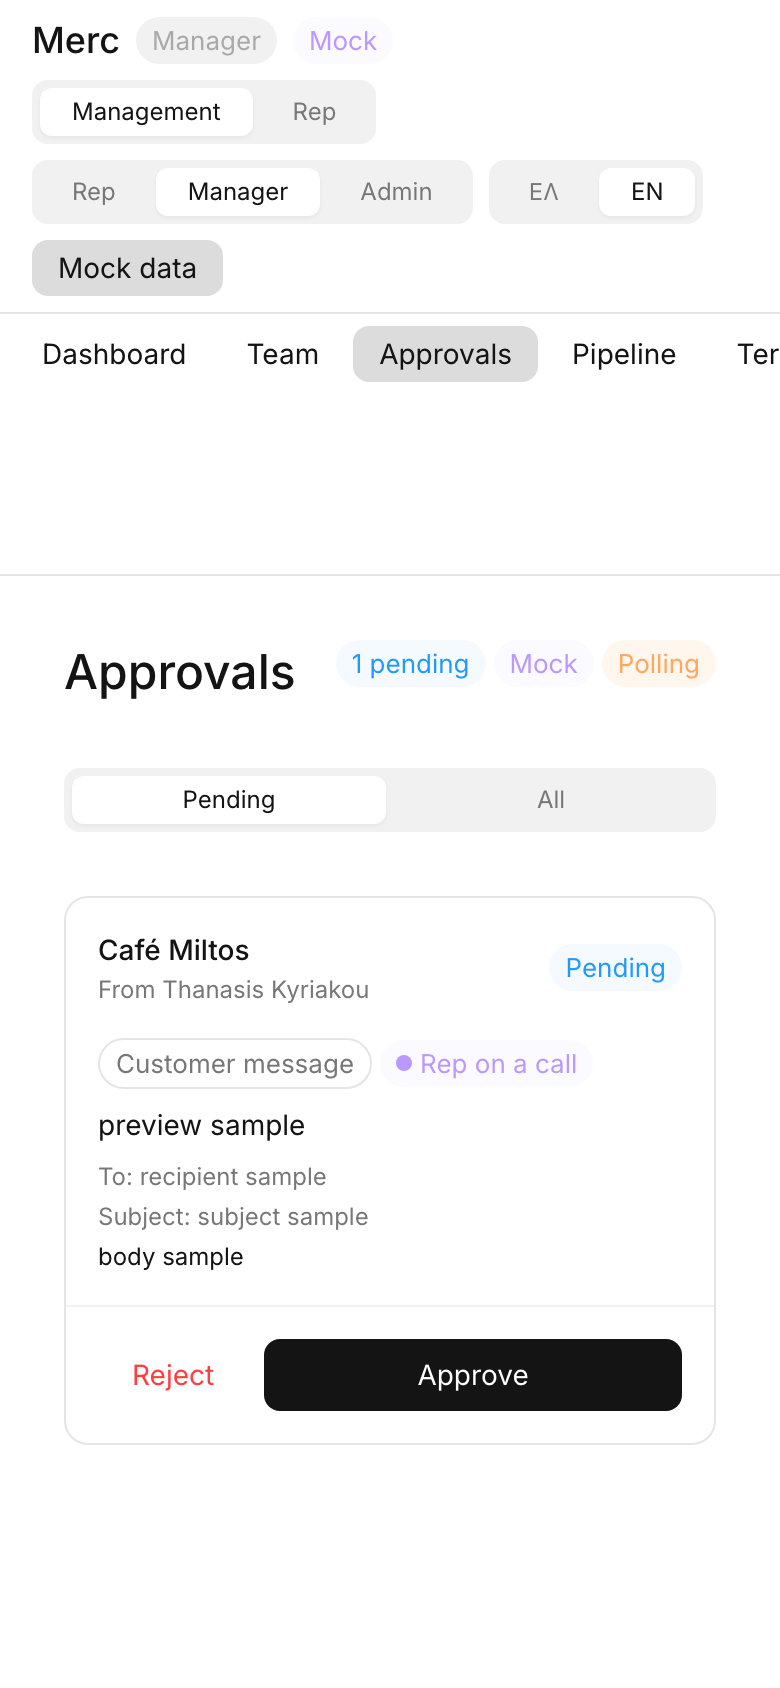 Merc Manager Mock
Management Rep
Rep Manager Admin ΕΛ EN
Mock data
Dashboard Team Approvals Pipeline Ter
Approvals 1 pending Mock Polling
Pending All
Café Miltos
From Thanasis Kyriakou
Pending
Customer message Rep on a call
preview sample
To: recipient sample
Subject: subject sample
body sample
Reject Approve